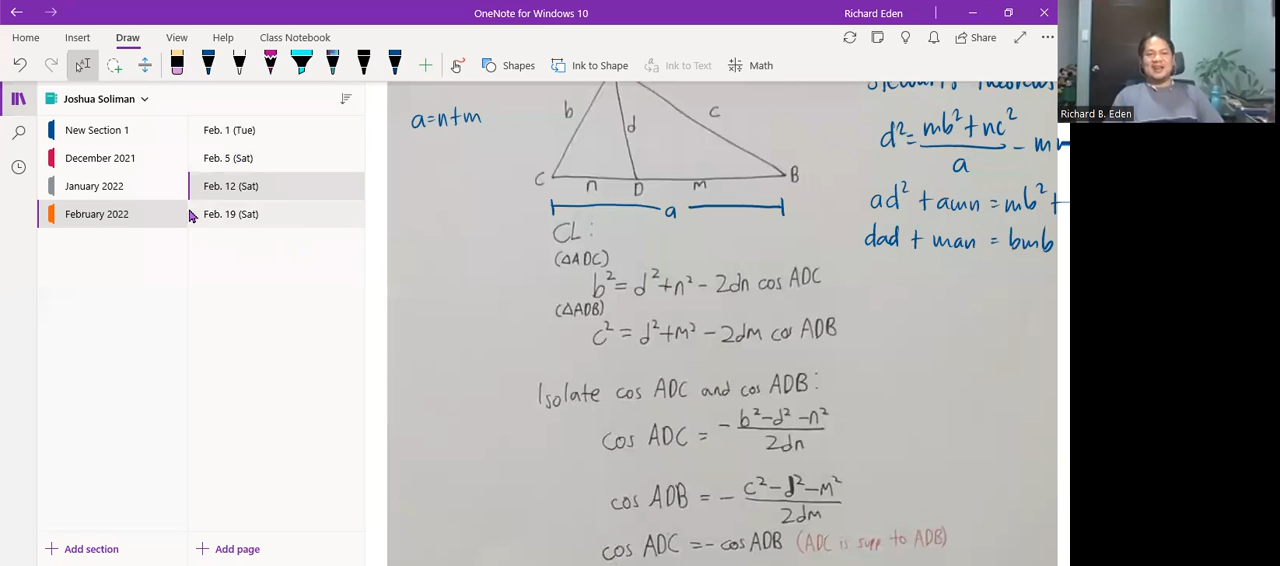 OneNote for Windows 10
Richard Eden
Home Insert Draw View Help Class Notebook
Share
Shapes Ink to Shape Ink to Text Math
Joshua Soliman
New Section 1
December 2021
January 2022
February 2022
Feb. 1 (Tue)
Feb. 5 (Sat)
Feb. 12 (Sat)
Feb. 19 (Sat)
Add section
Add page
a=n+m
b
d
c
C n D m B
a
CL:
(△ADC)
b² = d²+n² - 2dn cos ADC
(△ADB)
c² = d²+m² - 2dm cos ADB
Isolate cos ADC and cos ADB:
cos ADC = - b²-d²-n² / 2dn
cos ADB = - c²-d²-m² / 2dm
cos ADC = - cos ADB (ADC is supp to ADB)
d² = mb²+nc² / a - m
ad² + amn = mb² +
dad + man = bmb
Richard B. Eden